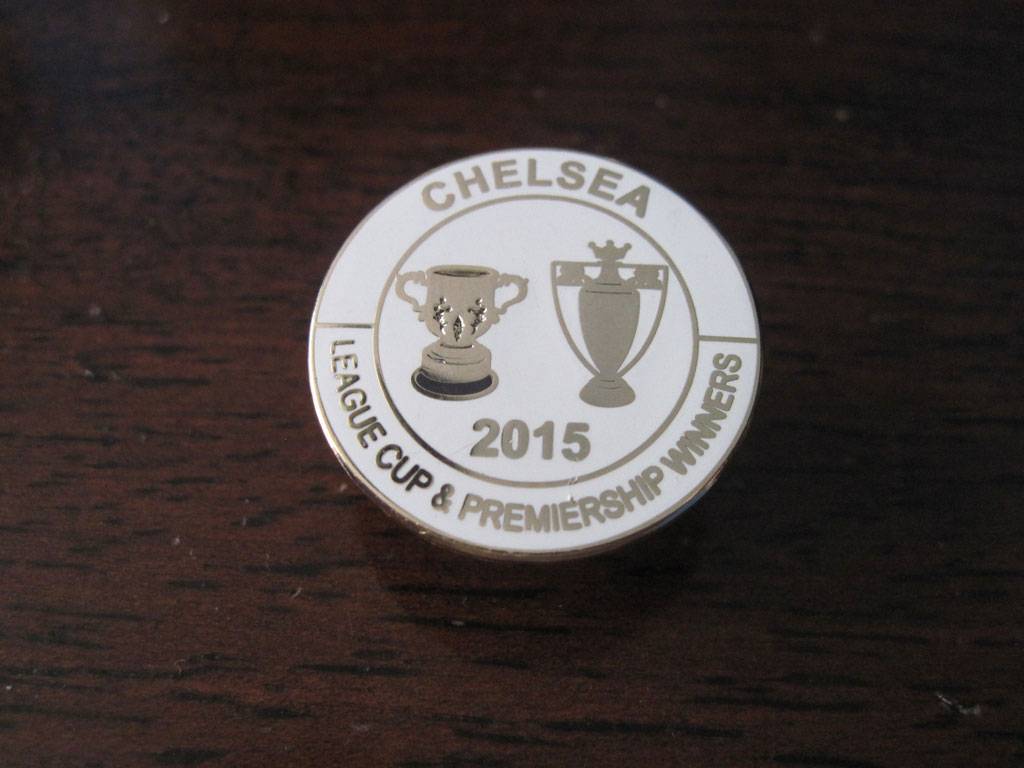 CHELSEA
2015
LEAGUE CUP & PREMIERSHIP WINNERS